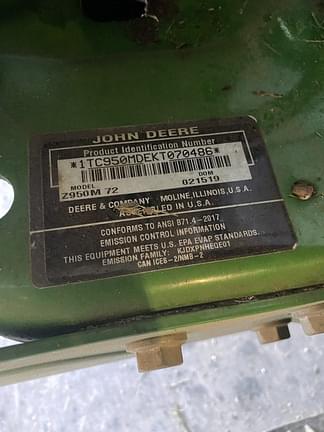 JOHN DEERE
Product Identification Number
*1TC950MDEKT070486*
MODEL DOM
Z950M 72 021519
DEERE & COMPANY MOLINE, ILLINOIS, U.S.A.
ASSEMBLED IN U.S.A.
CONFORMS TO ANSI B71.4-2017
EMISSION CONTROL INFORMATION
THIS EQUIPMENT MEETS U.S. EPA EVAP STANDARDS.
EMISSION FAMILY: KJDXPNHEQE01
CAN ICES-2/NMB-2